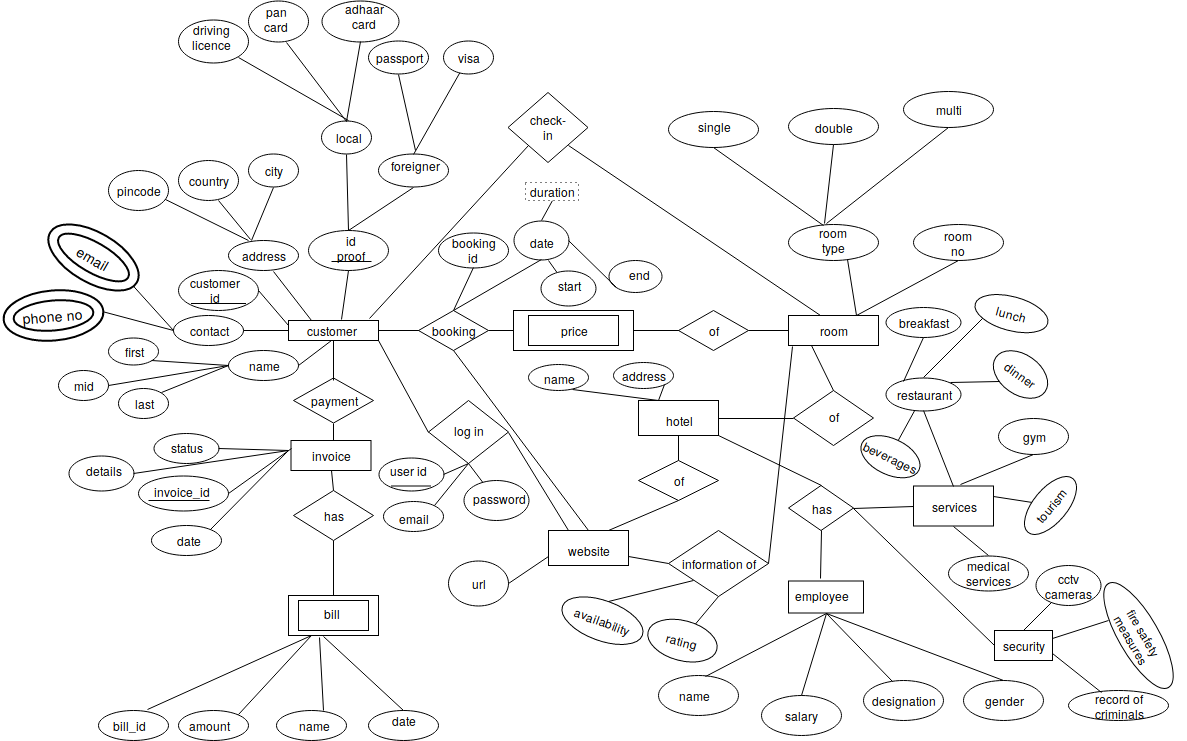 driving
licence
pan
card
adhaar
card
passport
visa
local
foreigner
check-
in
single
double
multi
pincode
country
city
duration
email
address
id
proof
booking
id
date
room
type
room
no
customer
id
start
end
phone no
contact
customer
booking
price
of
room
breakfast
lunch
first
name
mid
last
name
address
dinner
restaurant
payment
log in
hotel
of
beverages
gym
status
invoice
details
user id
of
invoice_id
password
email
has
has
services
tourism
date
website
information of
url
medical
services
cctv
cameras
bill
availability
rating
employee
security
fire safety
measures
bill_id
amount
name
date
name
salary
designation
gender
record of
criminals